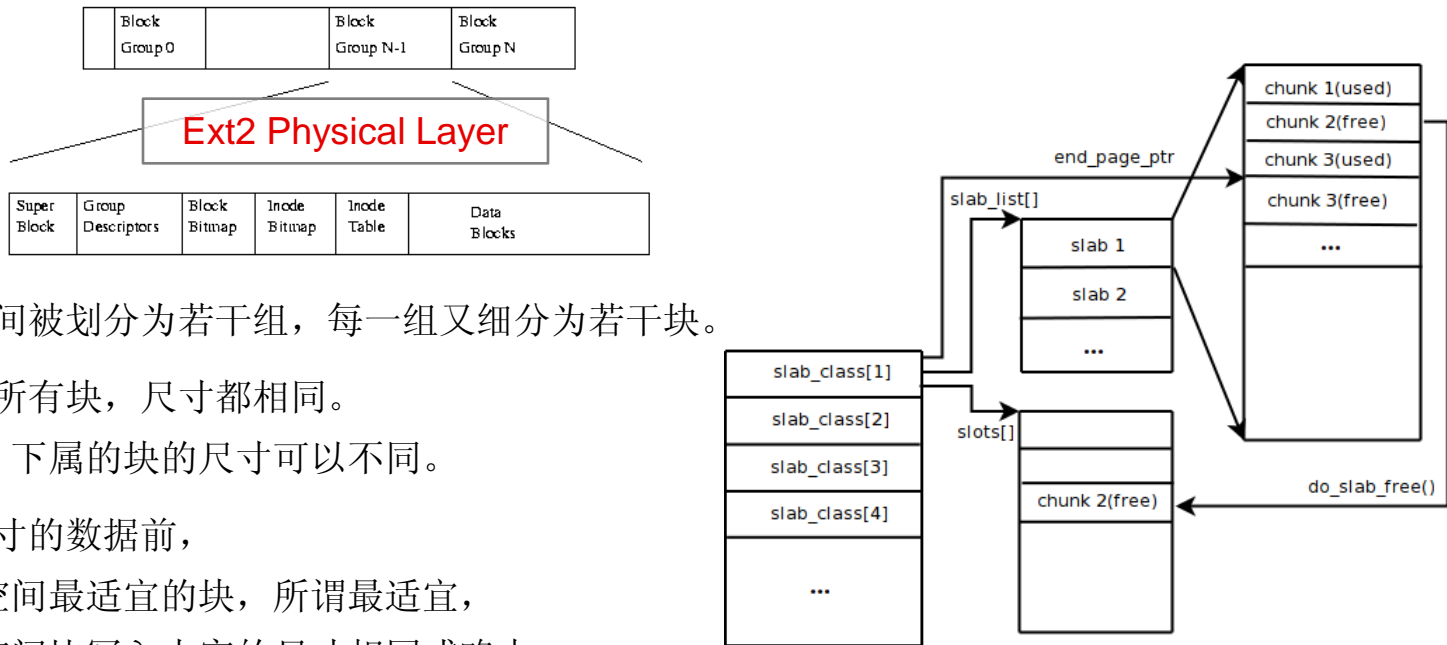 Block Group 0
Block Group N-1
Block Group N
Ext2 Physical Layer
Super Block
Group Descriptors
Block Bitmap
Inode Bitmap
Inode Table
Data Blocks
间被划分为若干组，每一组又细分为若干块。
所有块，尺寸都相同。
下属的块的尺寸可以不同。
寸的数据前，
空间最适宜的块，所谓最适宜，
chunk 1(used)
chunk 2(free)
chunk 3(used)
chunk 3(free)
...
end_page_ptr
slab_list[]
slab 1
slab 2
...
slab_class[1]
slab_class[2]
slab_class[3]
slab_class[4]
...
slots[]
chunk 2(free)
do_slab_free()